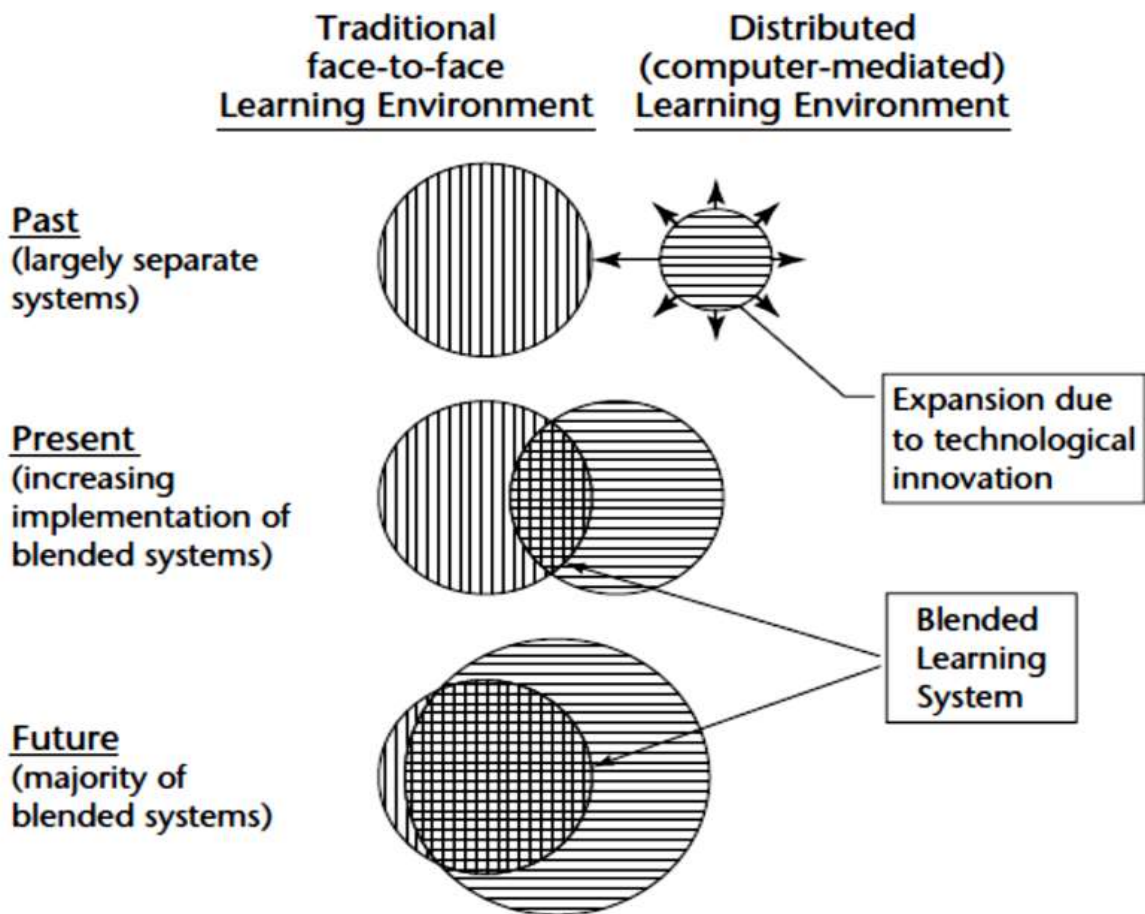 Traditional
face-to-face
Learning Environment
Distributed
(computer-mediated)
Learning Environment
Past
(largely separate
systems)
Expansion due
to technological
innovation
Present
(increasing
implementation of
blended systems)
Blended
Learning
System
Future
(majority of
blended systems)